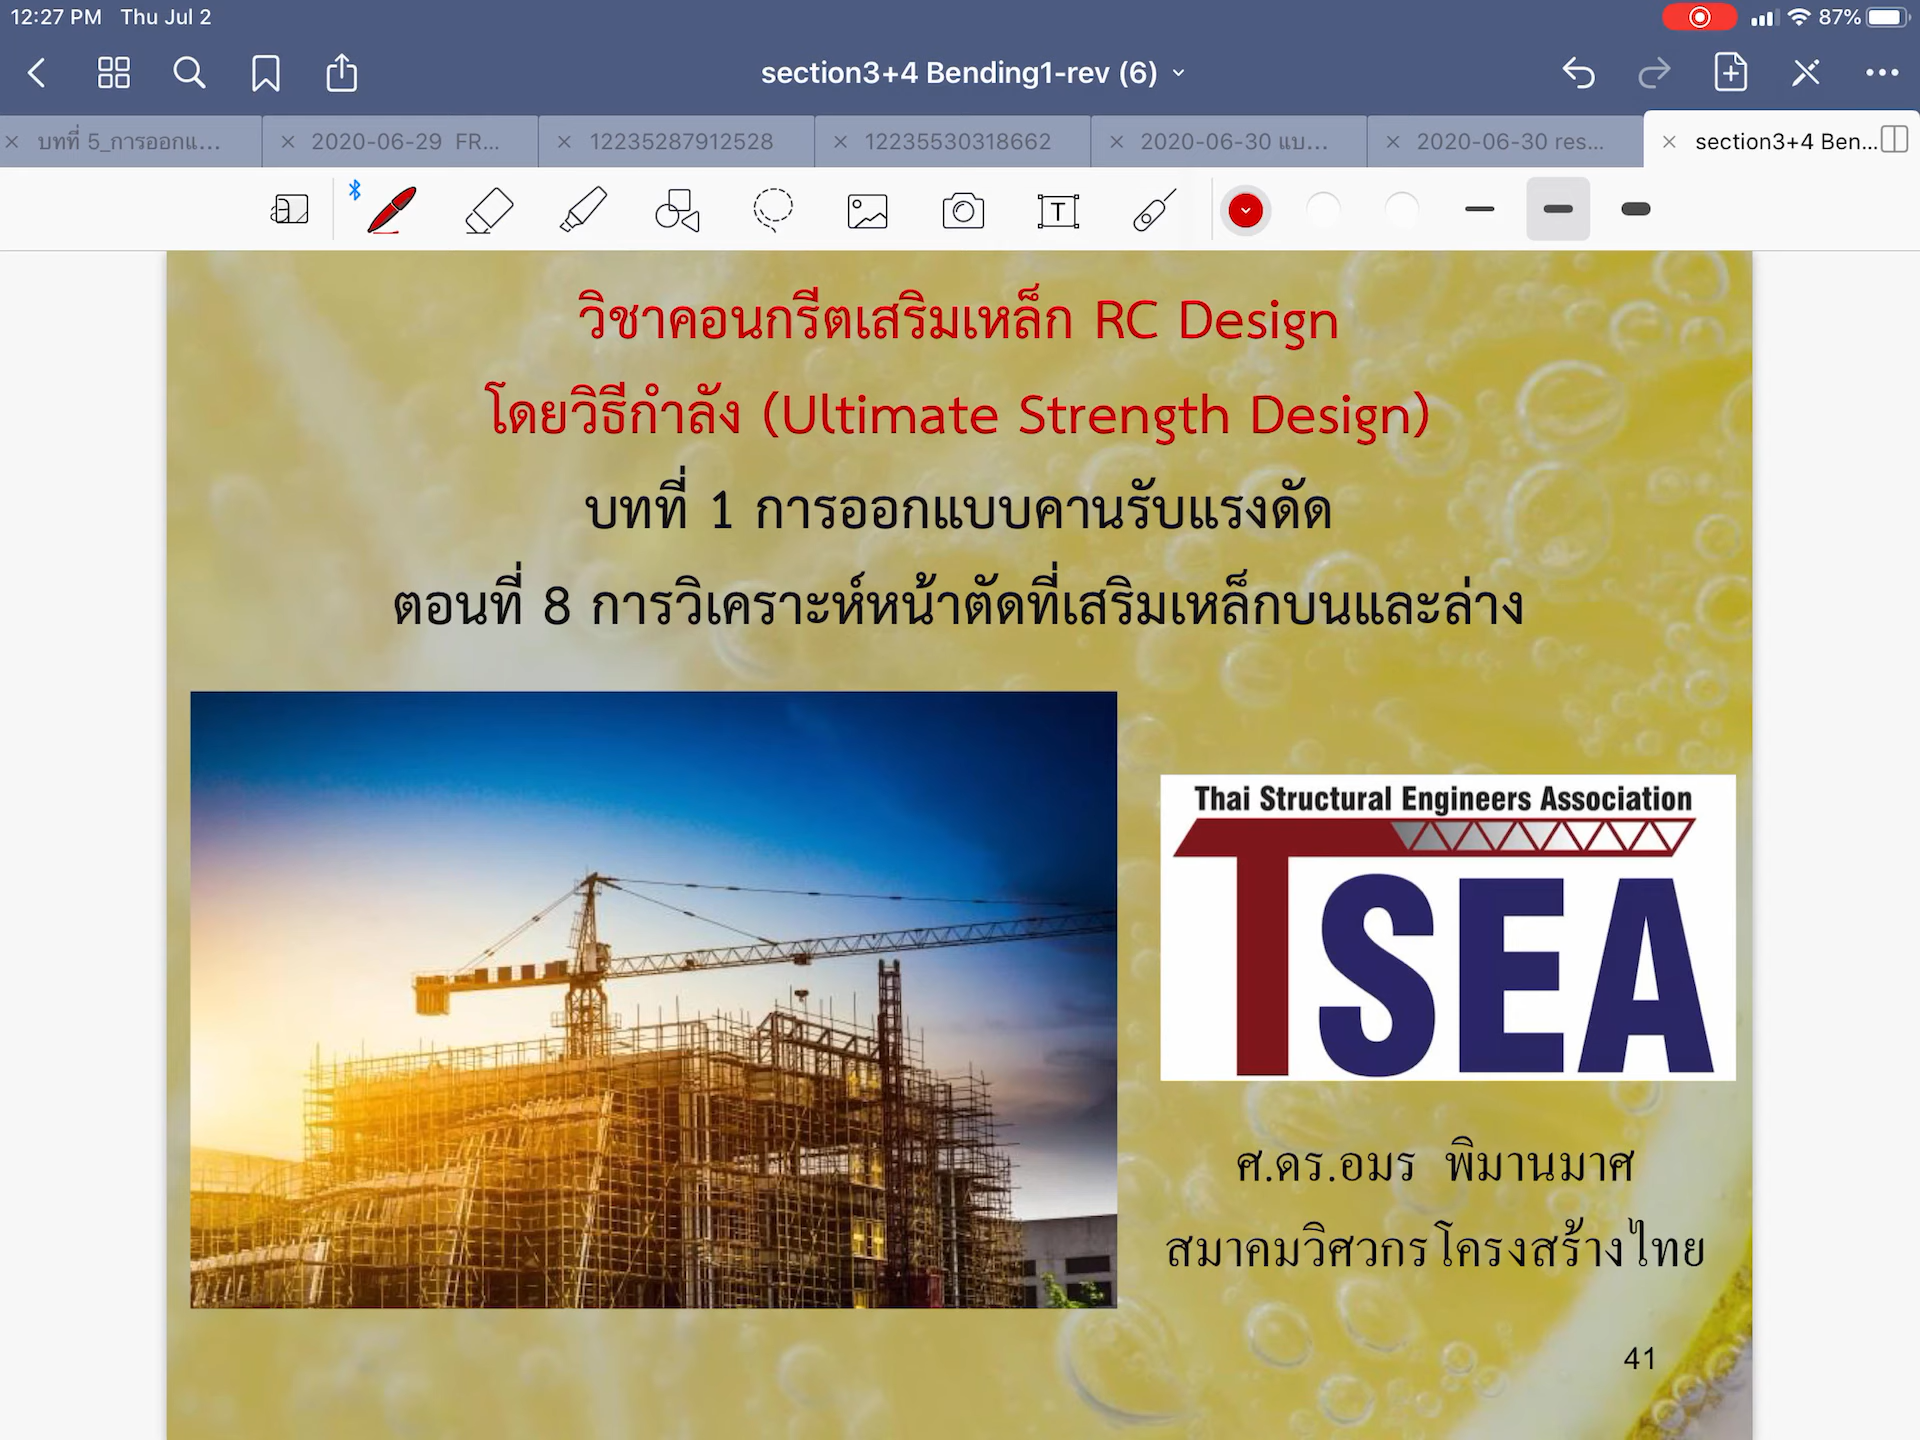 12:27 PM Thu Jul 2
87%
section3+4 Bending1-rev (6)
บทที่ 5_การออกแ...
2020-06-29 FR...
12235287912528
12235530318662
2020-06-30 แบ...
2020-06-30 res...
section3+4 Ben...
วิชาคอนกรีตเสริมเหล็ก RC Design
โดยวิธีกำลัง (Ultimate Strength Design)
บทที่ 1 การออกแบบคานรับแรงดัด
ตอนที่ 8 การวิเคราะห์หน้าตัดที่เสริมเหล็กบนและล่าง
Thai Structural Engineers Association
TSEA
ศ.ดร.อมร พิมานมาศ
สมาคมวิศวกรโครงสร้างไทย
41